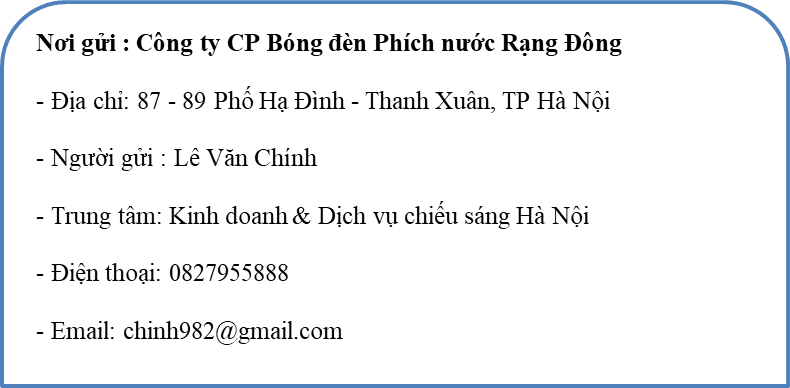 Nơi gửi : Công ty CP Bóng đèn Phích nước Rạng Đông
- Địa chỉ: 87 - 89 Phố Hạ Đình - Thanh Xuân, TP Hà Nội
- Người gửi : Lê Văn Chính
- Trung tâm: Kinh doanh & Dịch vụ chiếu sáng Hà Nội
- Điện thoại: 0827955888
- Email: chinh982@gmail.com